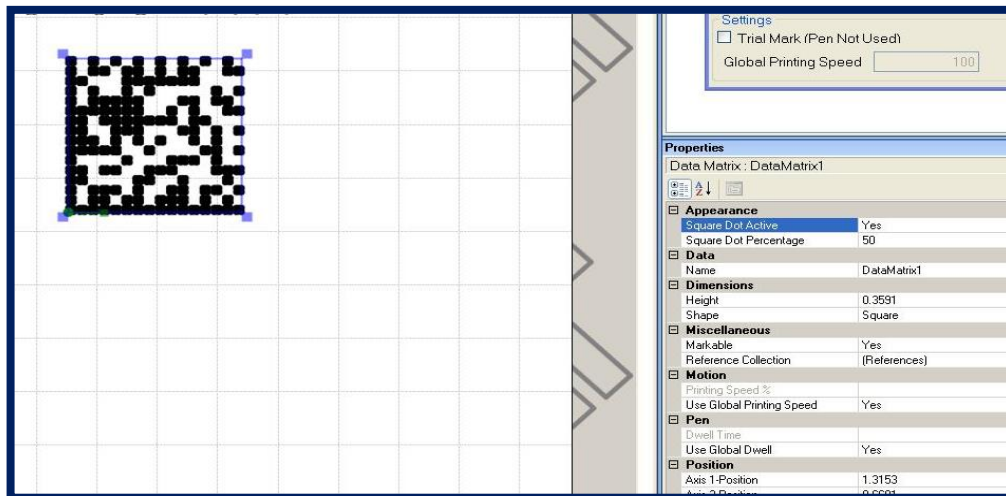 Settings
Trial Mark (Pen Not Used)
Global Printing Speed 100
Properties
Data Matrix : DataMatrix1
Appearance
Square Dot Active Yes
Square Dot Percentage 50
Data
Name DataMatrix1
Dimensions
Height 0.3591
Shape Square
Miscellaneous
Markable Yes
Reference Collection (References)
Motion
Printing Speed %
Use Global Printing Speed Yes
Pen
Dwell Time
Use Global Dwell Yes
Position
Axis 1-Position 1.3153